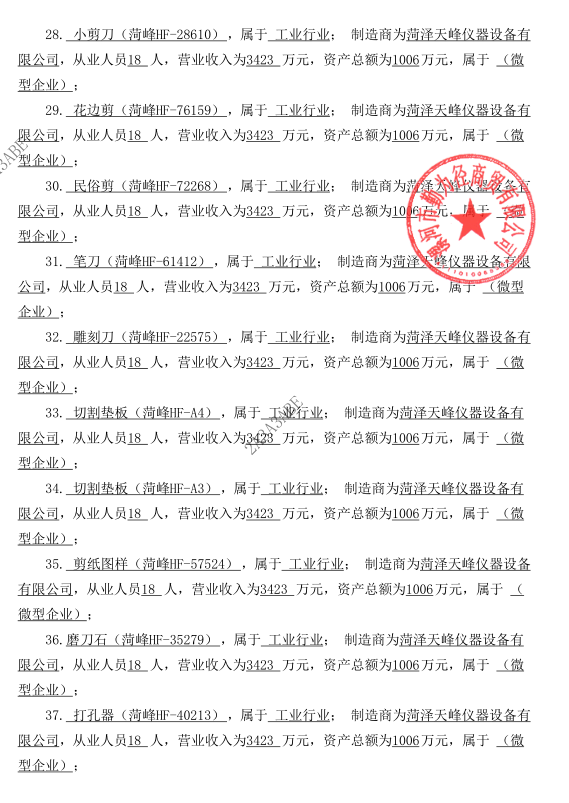 28. 小剪刀（菏峰HF-28610），属于 工业行业； 制造商为菏泽天峰仪器设备有
限公司，从业人员18 人，营业收入为3423 万元，资产总额为1006万元，属于 （微
型企业）；
29. 花边剪（菏峰HF-76159），属于 工业行业； 制造商为菏泽天峰仪器设备有
限公司，从业人员18 人，营业收入为3423 万元，资产总额为1006万元，属于 （微
型企业）；
30. 民俗剪（菏峰HF-72268），属于 工业行业； 制造商为菏泽天峰仪器设备有
限公司，从业人员18 人，营业收入为3423 万元，资产总额为1006万元，属于 （微
型企业）；
31. 笔刀（菏峰HF-61412），属于 工业行业； 制造商为菏泽天峰仪器设备有限
公司，从业人员18 人，营业收入为3423 万元，资产总额为1006万元，属于 （微型
企业）；
32. 雕刻刀（菏峰HF-22575），属于 工业行业； 制造商为菏泽天峰仪器设备有
限公司，从业人员18 人，营业收入为3423 万元，资产总额为1006万元，属于 （微
型企业）；
33. 切割垫板（菏峰HF-A4），属于 工业行业； 制造商为菏泽天峰仪器设备有
限公司，从业人员18 人，营业收入为3423 万元，资产总额为1006万元，属于 （微
型企业）；
34. 切割垫板（菏峰HF-A3），属于 工业行业； 制造商为菏泽天峰仪器设备有
限公司，从业人员18 人，营业收入为3423 万元，资产总额为1006万元，属于 （微
型企业）；
35. 剪纸图样（菏峰HF-57524），属于 工业行业； 制造商为菏泽天峰仪器设备
有限公司，从业人员18 人，营业收入为3423 万元，资产总额为1006万元，属于 （
微型企业）；
36.磨刀石（菏峰HF-35279），属于 工业行业； 制造商为菏泽天峰仪器设备有
限公司，从业人员18 人，营业收入为3423 万元，资产总额为1006万元，属于 （微
型企业）；
37. 打孔器（菏峰HF-40213），属于 工业行业； 制造商为菏泽天峰仪器设备有
限公司，从业人员18 人，营业收入为3423 万元，资产总额为1006万元，属于 （微
型企业）；